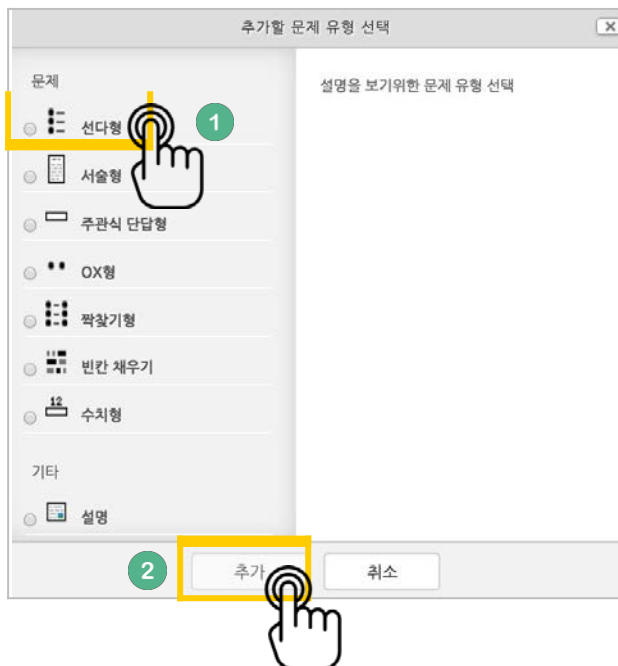 추가할 문제 유형 선택
문제
설명을 보기위한 문제 유형 선택
선다형
1
서술형
주관식 단답형
OX형
짝찾기형
빈칸 채우기
12
수치형
기타
설명
2
추가
취소